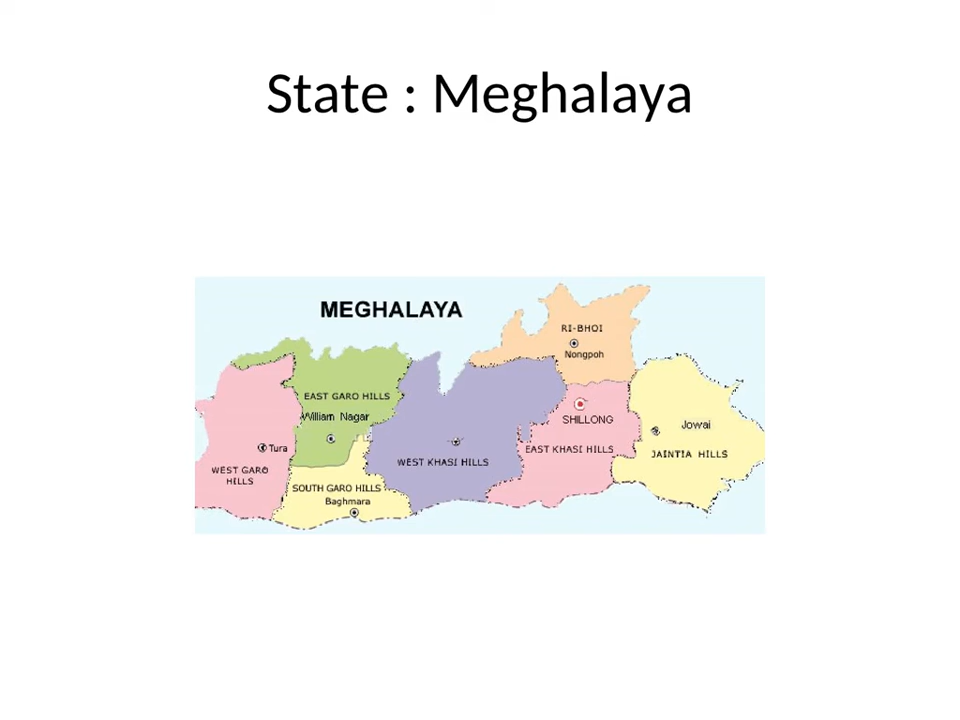 State : Meghalaya
MEGHALAYA
RI-BHOI
Nongpoh
EAST GARO HILLS
William Nagar
SHILLONG
Jowai
Tura
EAST KHASI HILLS
JAINTIA HILLS
WEST KHASI HILLS
WEST GARO
HILLS
SOUTH GARO HILLS
Baghmara